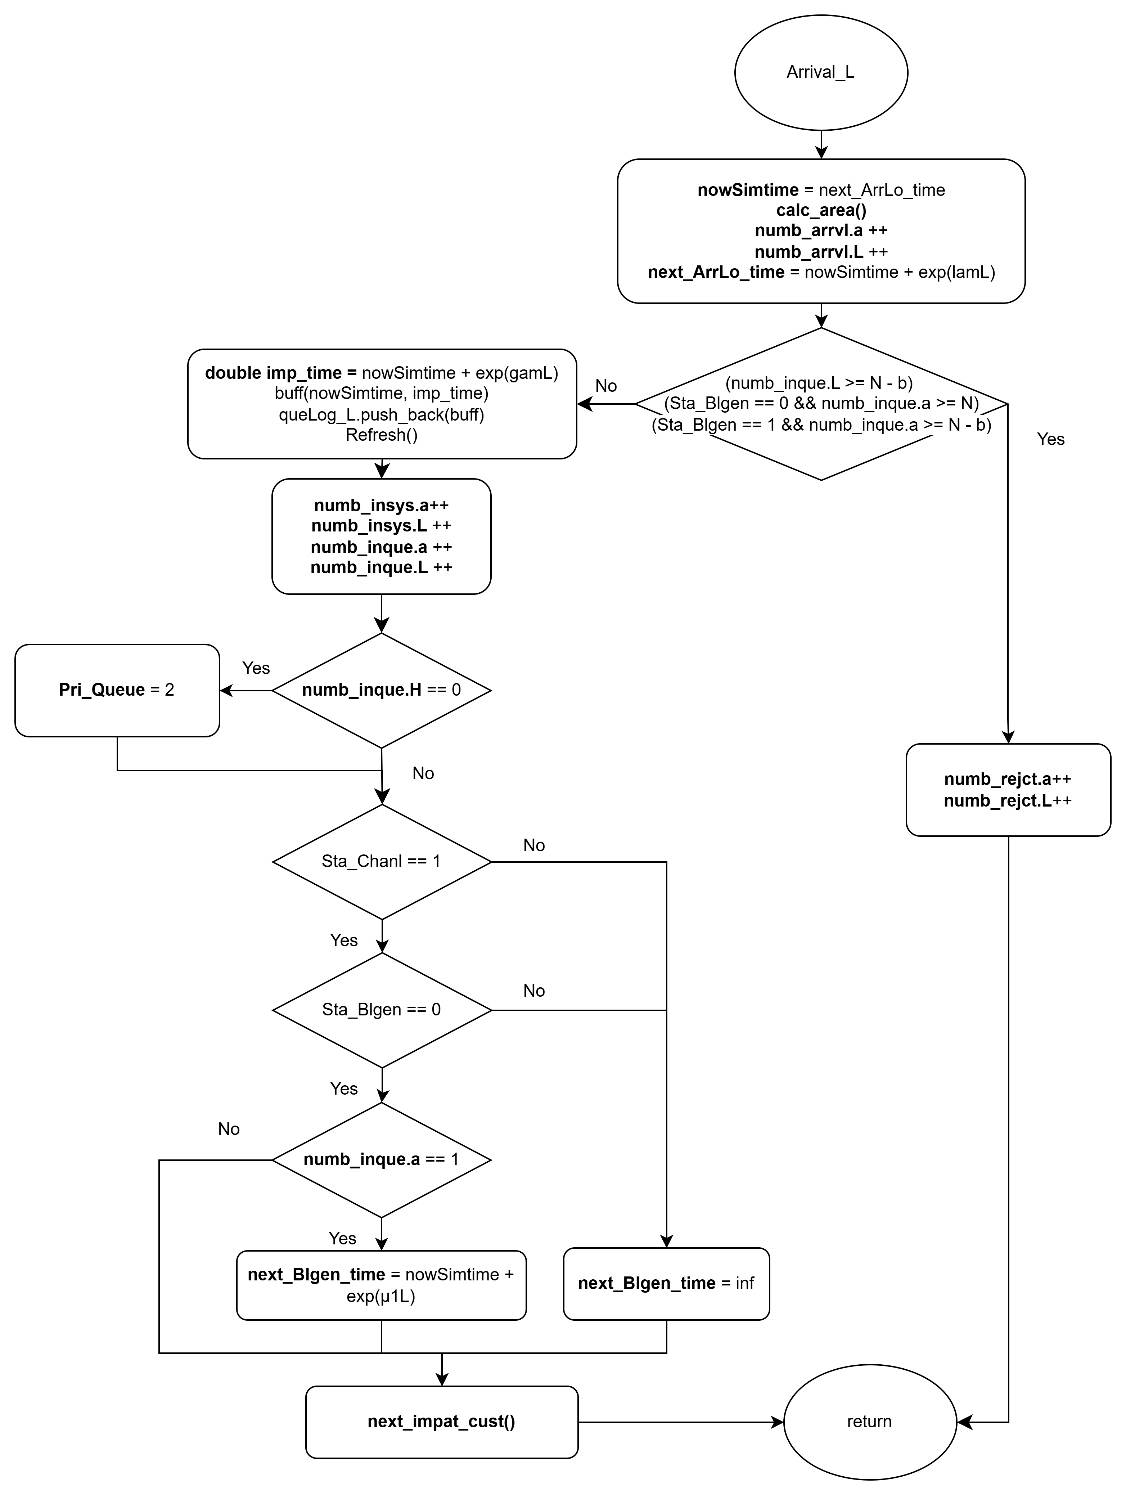 Arrival_L
nowSimtime = next_ArrLo_time
calc_area()
numb_arrvl.a ++
numb_arrvl.L ++
next_ArrLo_time = nowSimtime + exp(lamL)
(numb_inque.L >= N - b)
(Sta_Blgen == 0 && numb_inque.a >= N)
(Sta_Blgen == 1 && numb_inque.a >= N - b)
No
Yes
double imp_time = nowSimtime + exp(gamL)
buff(nowSimtime, imp_time)
queLog_L.push_back(buff)
Refresh()
numb_insys.a++
numb_insys.L ++
numb_inque.a ++
numb_inque.L ++
numb_inque.H == 0
Yes
Pri_Queue = 2
No
numb_rejct.a++
numb_rejct.L++
Sta_Chanl == 1
No
Yes
Sta_Blgen == 0
No
Yes
numb_inque.a == 1
No
Yes
next_Blgen_time = nowSimtime +
exp(µ1L)
next_Blgen_time = inf
next_impat_cust()
return